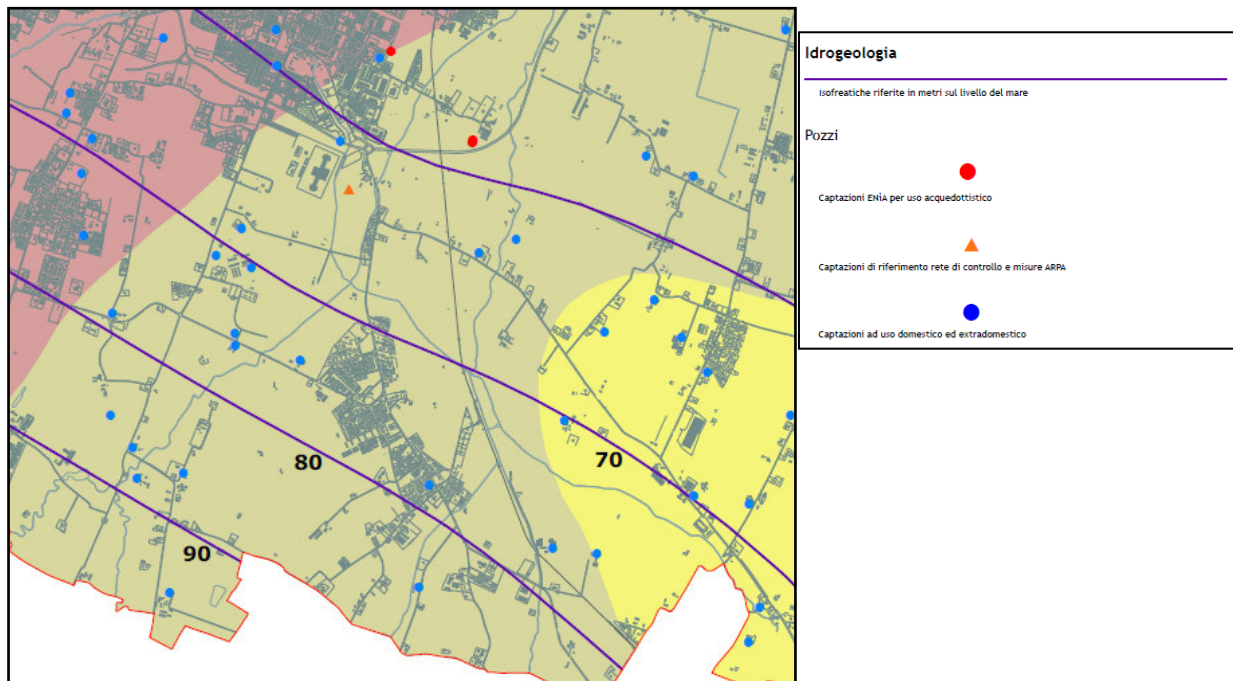 80
70
90
Idrogeologia
Isofreatiche riferite in metri sul livello del mare
Pozzi
Captazioni ENÌA per uso acquedottistico
Captazioni di riferimento rete di controllo e misure ARPA
Captazioni ad uso domestico ed extradomestico